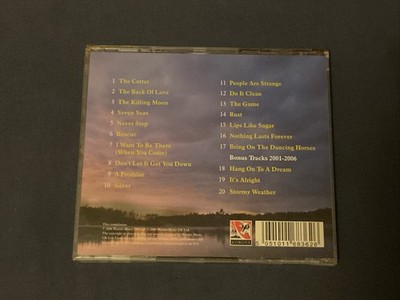 1 The Cutter
2 The Back Of Love
3 The Killing Moon
4 Seven Seas
5 Never Stop
6 Rescue
7 I Want To Be There
(When You Come)
8 Don't Let It Get You Down
9 A Promise
10 Silver
11 People Are Strange
12 Do It Clean
13 The Game
14 Rust
15 Lips Like Sugar
16 Nothing Lasts Forever
17 Bring On The Dancing Horses
Bonus Tracks 2001-2006
18 Hang On To A Dream
19 It's Alright
20 Stormy Weather